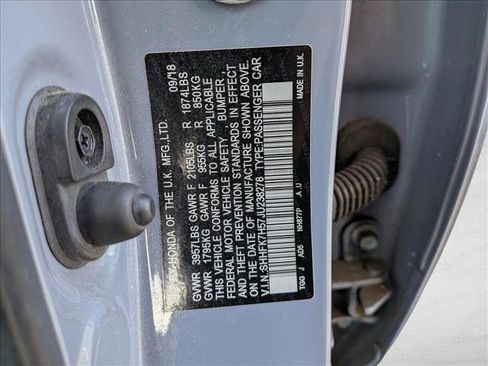 HONDA OF THE U.K. MFG.,LTD. 09/18
GVWR 3957LBS GAWR F 2105LBS R 1874LBS
GVWR 1795KG GAWR F 955KG R 850KG
THIS VEHICLE CONFORMS TO ALL APPLICABLE
FEDERAL MOTOR VEHICLE SAFETY BUMPER,
AND THEFT PREVENTION STANDARDS IN EFFECT
ON THE DATE OF MANUFACTURE SHOWN ABOVE.
V.I.N.:SHHFK7H57JU238278 TYPE:PASSENGER CAR
TGG J AD5 NH877P A U MADE IN U.K.